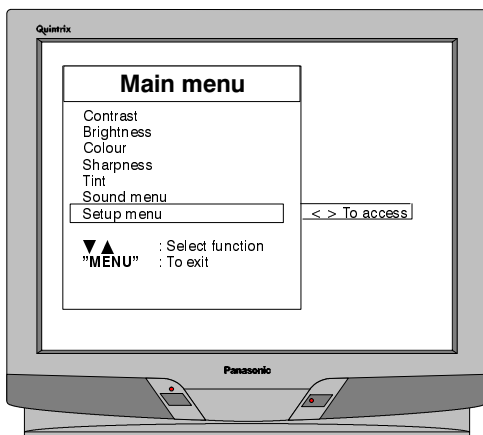 Quintrix
Main menu
Contrast
Brightness
Colour
Sharpness
Tint
Sound menu
Setup menu
< > To access
▼ ▲ : Select function
"MENU" : To exit
Panasonic